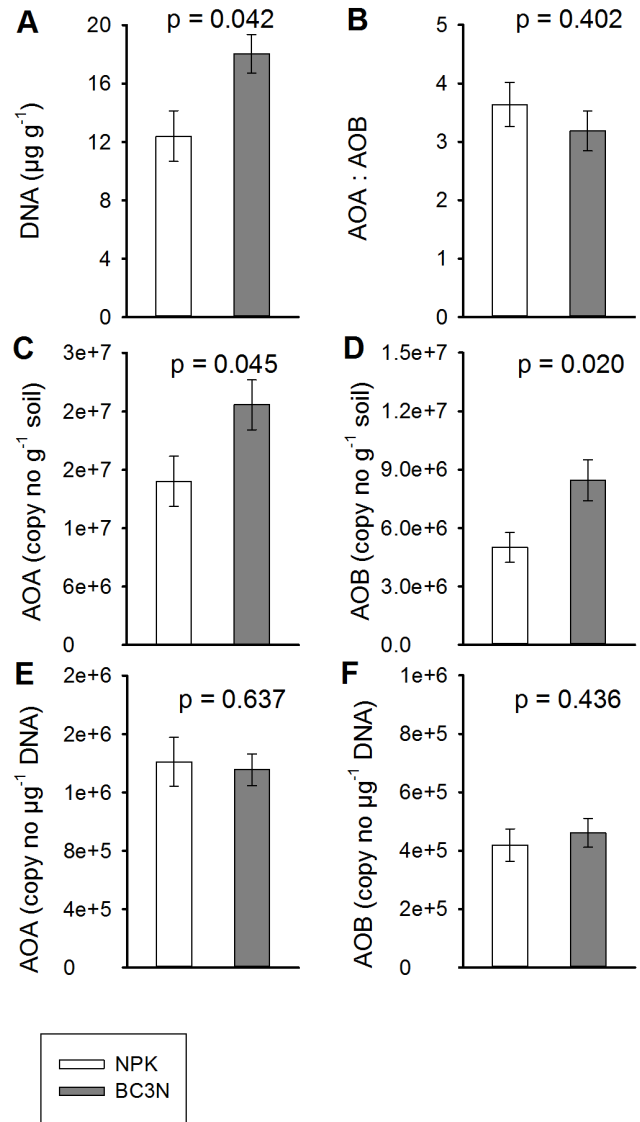 A
p = 0.042
DNA (µg g⁻¹)
20
16
12
8
4
0
B
p = 0.402
AOA : AOB
5
4
3
2
1
0
C
p = 0.045
AOA (copy no g⁻¹ soil)
3e+7
2e+7
2e+7
1e+7
6e+6
0
D
p = 0.020
AOB (copy no g⁻¹ soil)
1.5e+7
1.2e+7
9.0e+6
6.0e+6
3.0e+6
0.0
E
p = 0.637
AOA (copy no µg⁻¹ DNA)
2e+6
2e+6
1e+6
8e+5
4e+5
0
F
p = 0.436
AOB (copy no µg⁻¹ DNA)
1e+6
8e+5
6e+5
4e+5
2e+5
0
NPK
BC3N